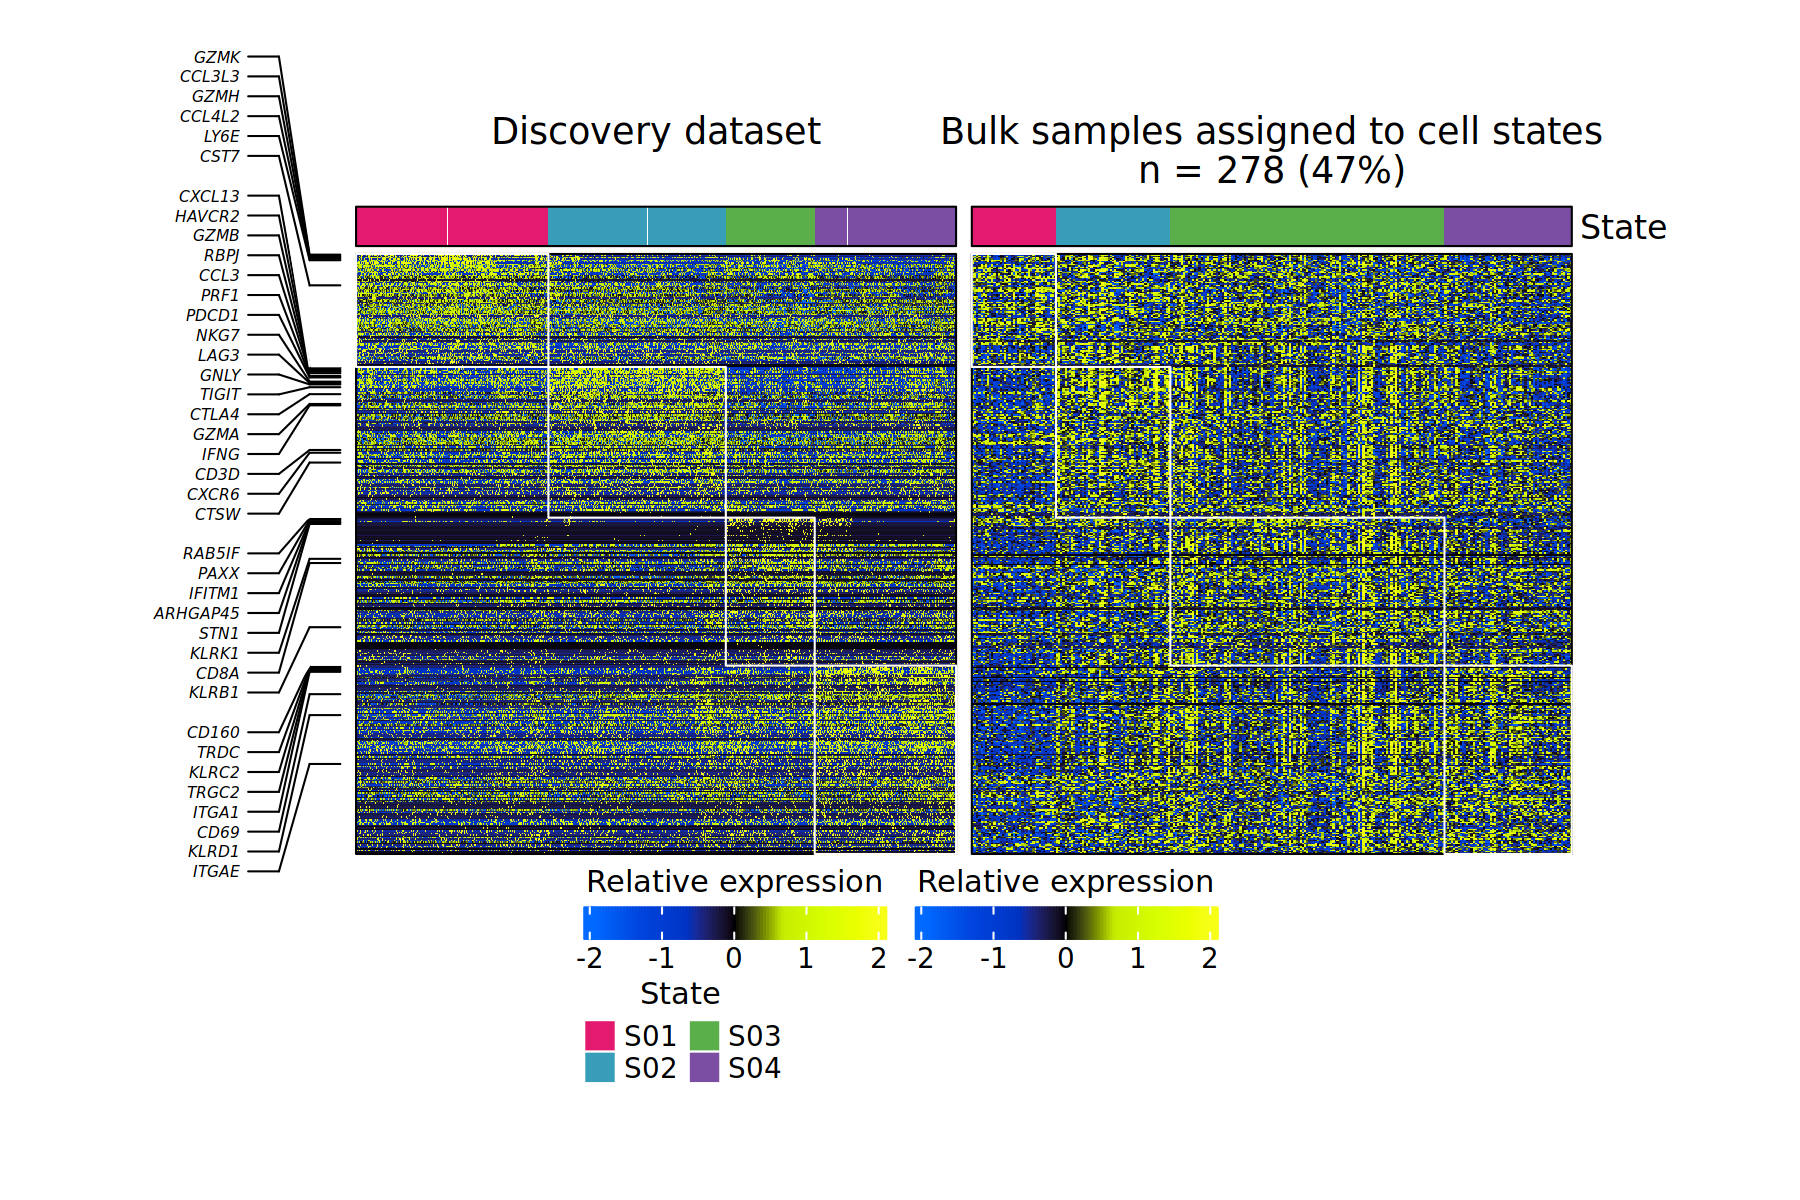 GZMK
CCL3L3
GZMH
CCL4L2
LY6E
CST7
CXCL13
HAVCR2
GZMB
RBPJ
CCL3
PRF1
PDCD1
NKG7
LAG3
GNLY
TIGIT
CTLA4
GZMA
IFNG
CD3D
CXCR6
CTSW
RAB5IF
PAXX
IFITM1
ARHGAP45
STN1
KLRK1
CD8A
KLRB1
CD160
TRDC
KLRC2
TRGC2
ITGA1
CD69
KLRD1
ITGAE
Discovery dataset
Bulk samples assigned to cell states
n = 278 (47%)
State
Relative expression
-2 -1 0 1 2
Relative expression
-2 -1 0 1 2
State
S01 S03
S02 S04